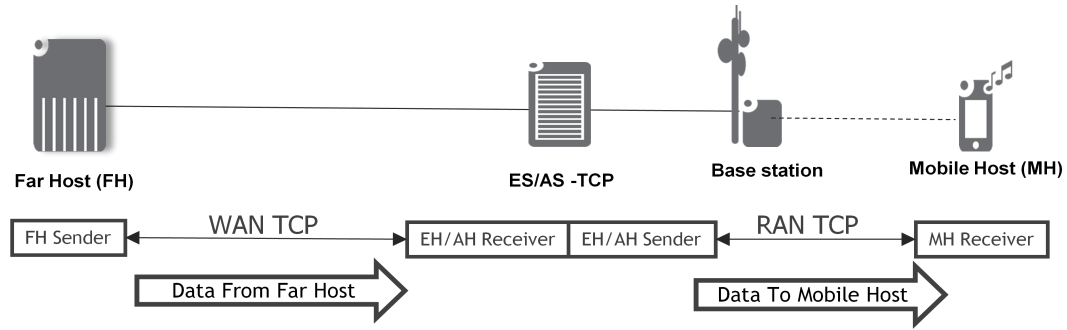 Far Host (FH)
ES/AS -TCP
Base station
Mobile Host (MH)
FH Sender
WAN TCP
EH/AH Receiver
EH/AH Sender
RAN TCP
MH Receiver
Data From Far Host
Data To Mobile Host